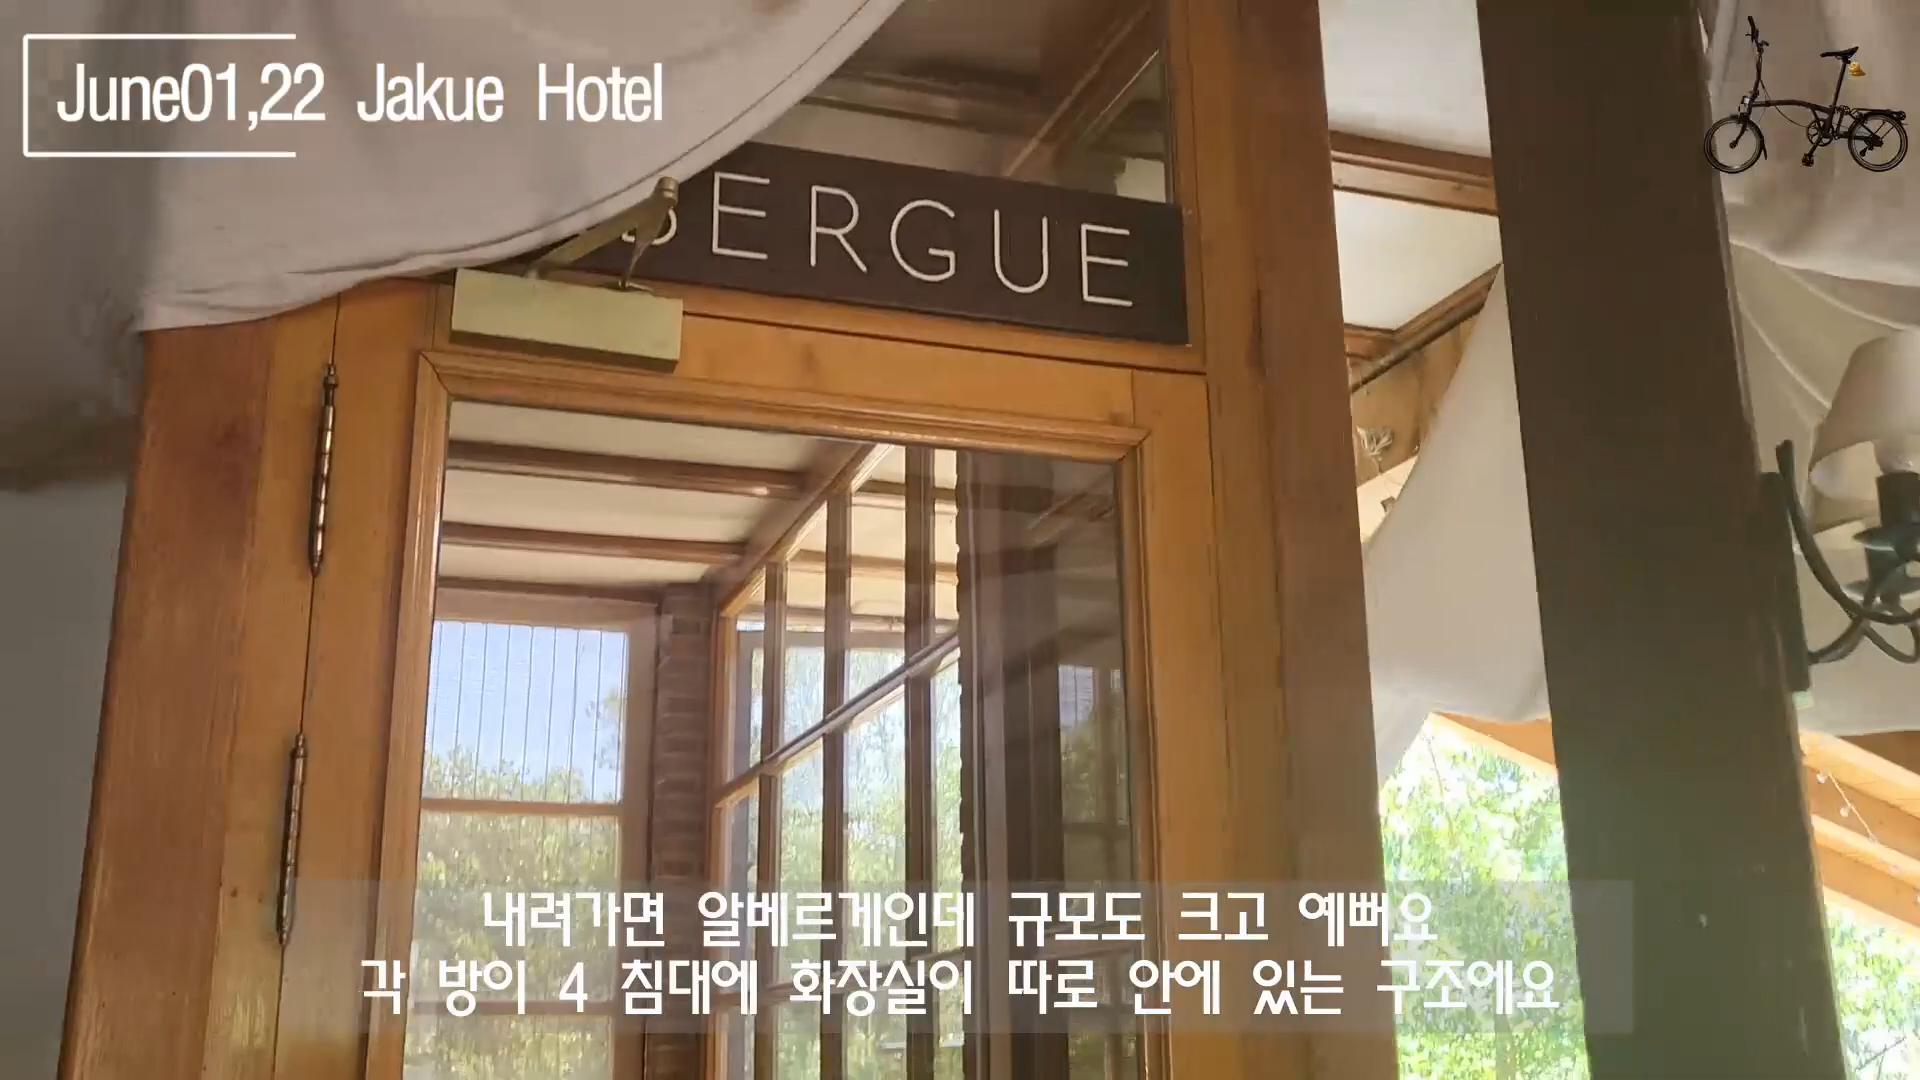 June01,22 Jakue Hotel
BERGUE
내려가면 알베르게인데 규모도 크고 예뻐요
각 방이 4 침대에 화장실이 따로 안에 있는 구조에요